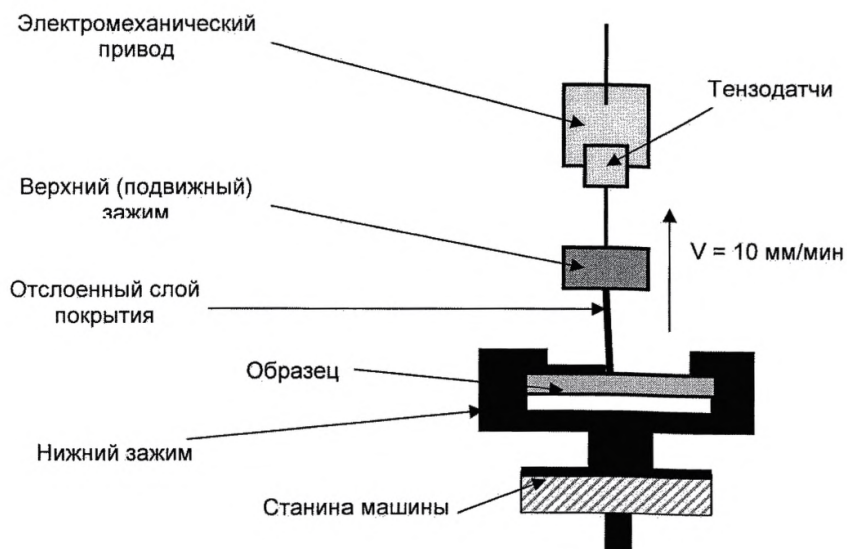 Электромеханический
привод
Тензодатчи
Верхний (подвижный)
зажим
V = 10 мм/мин
Отслоенный слой
покрытия
Образец
Нижний зажим
Станина машины